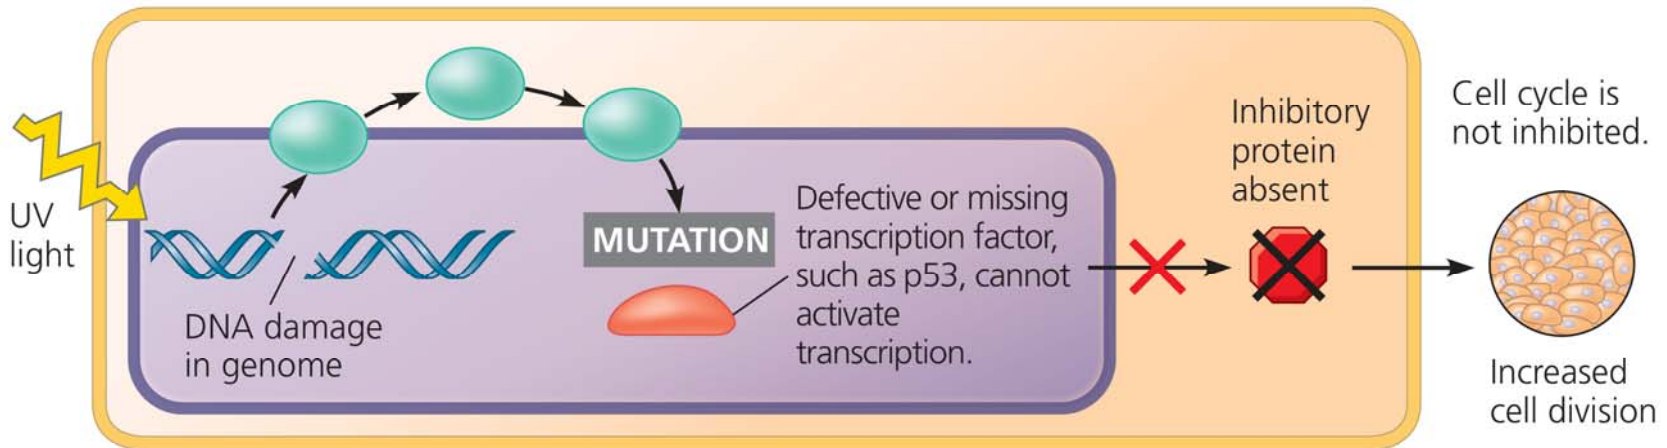 UV
light
DNA damage
in genome
MUTATION
Defective or missing
transcription factor,
such as p53, cannot
activate
transcription.
Inhibitory
protein
absent
Cell cycle is
not inhibited.
Increased
cell division